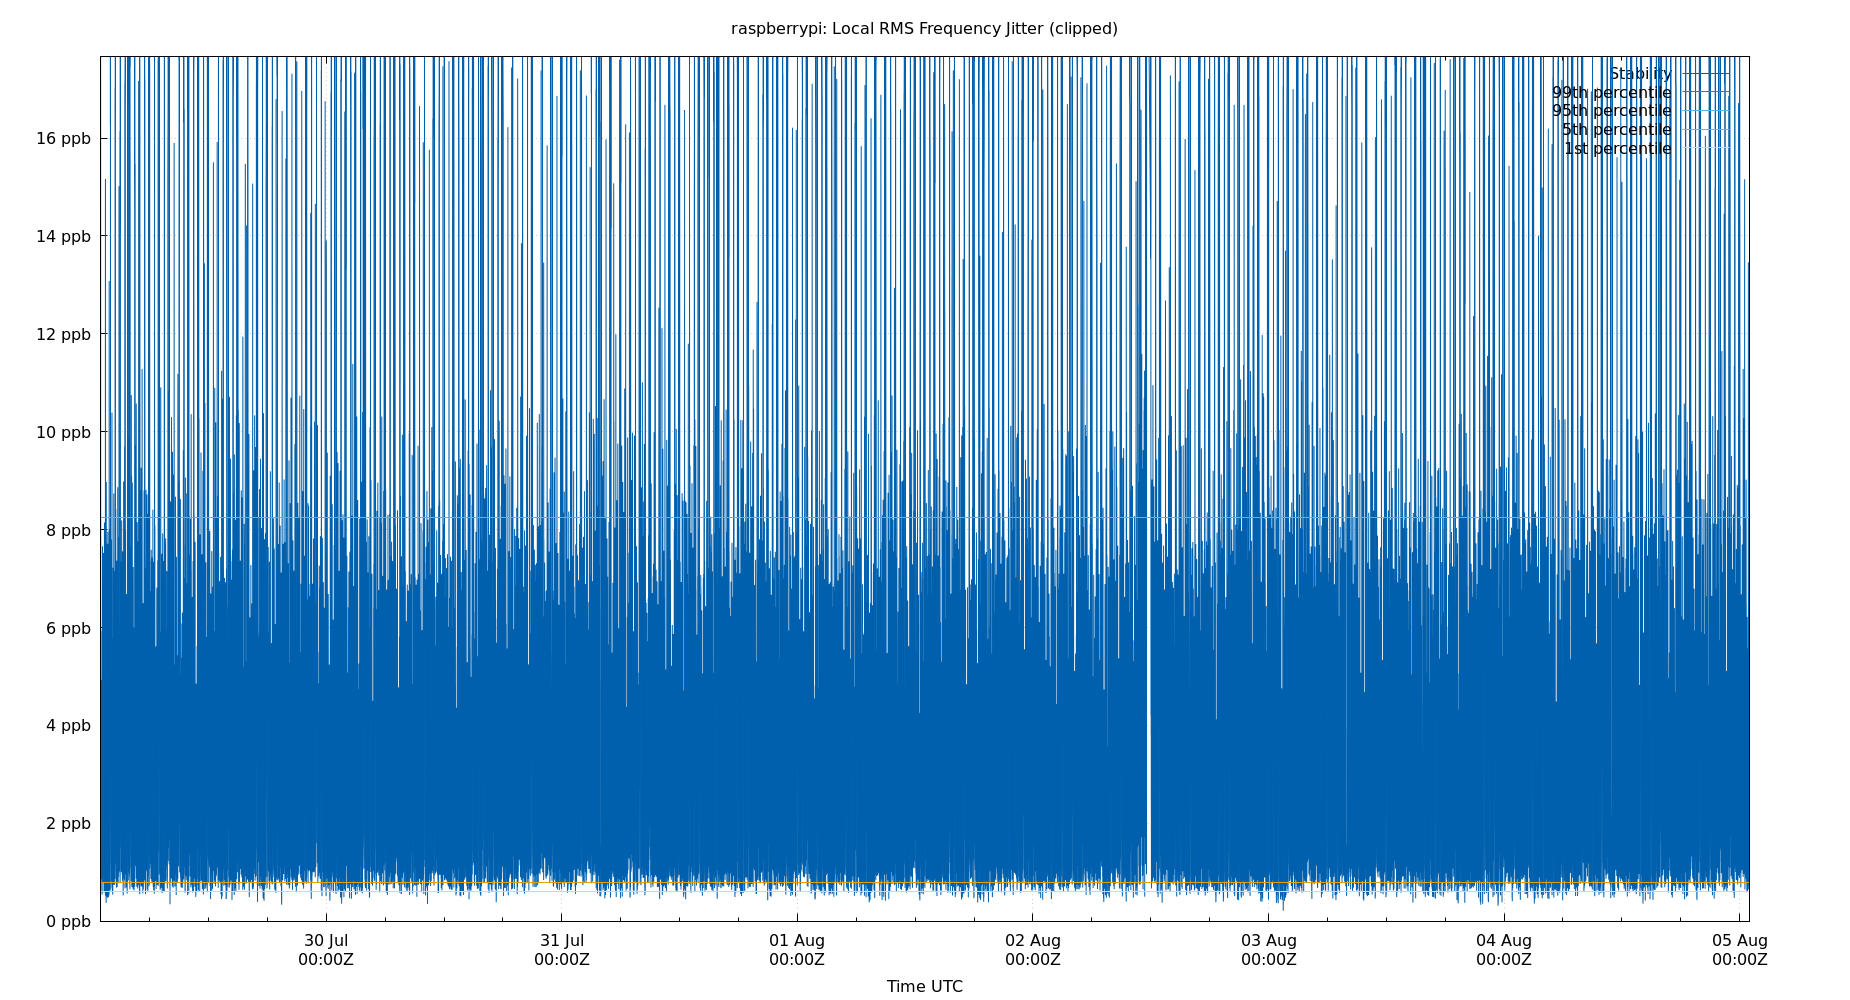 raspberrypi: Local RMS Frequency Jitter (clipped)
Stability
99th percentile
95th percentile
5th percentile
1st percentile
16 ppb
14 ppb
12 ppb
10 ppb
8 ppb
6 ppb
4 ppb
2 ppb
0 ppb
30 Jul 31 Jul 01 Aug 02 Aug 03 Aug 04 Aug 05 Aug
00:00Z 00:00Z 00:00Z 00:00Z 00:00Z 00:00Z 00:00Z
Time UTC